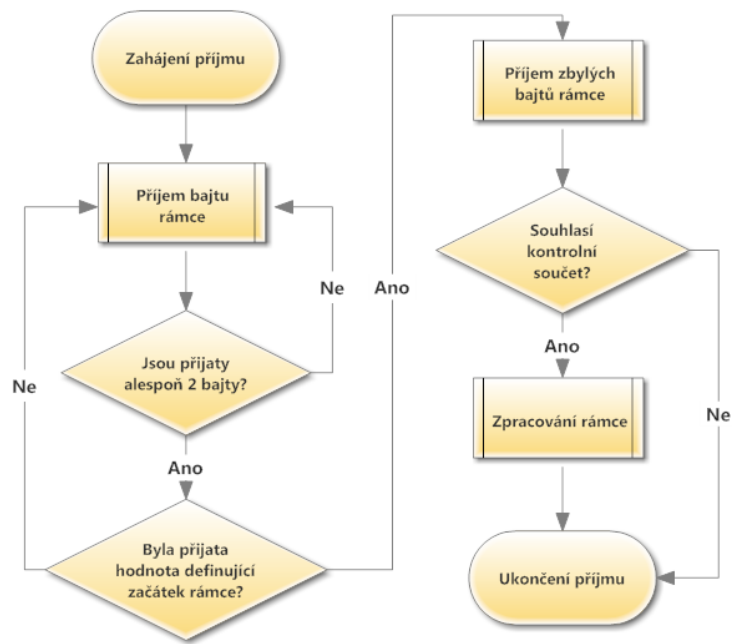 Zahájení příjmu
Příjem bajtu
rámce
Ne
Jsou přijaty
alespoň 2 bajty?
Ne
Ano
Byla přijata
hodnota definující
začátek rámce?
Ano
Příjem zbylých
bajtů rámce
Souhlasí
kontrolní
součet?
Ano
Ne
Zpracování rámce
Ukončení příjmu